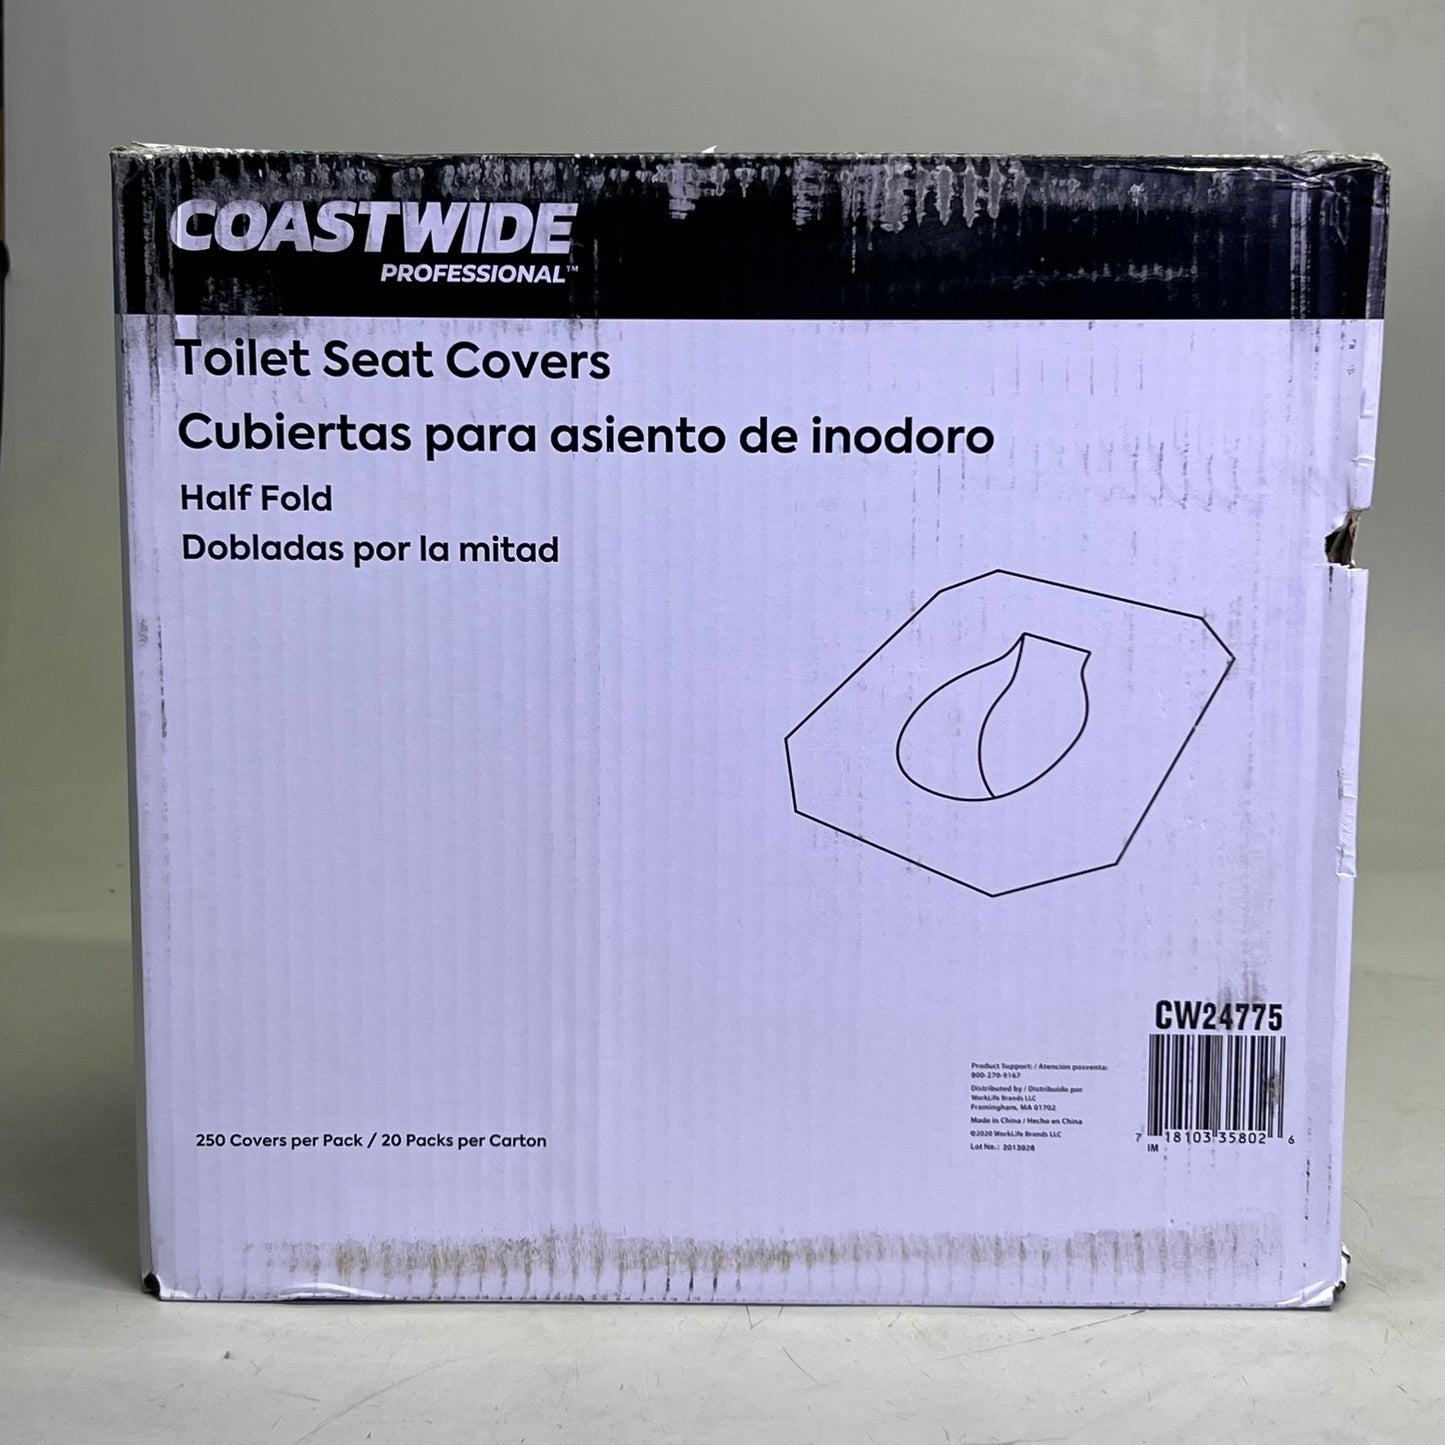 COASTWIDE
PROFESSIONAL™
Toilet Seat Covers
Cubiertas para asiento de inodoro
Half Fold
Dobladas por la mitad
250 Covers per Pack / 20 Packs per Carton
Product Support: / Atención posventa:
800-270-9167
Distributed by / Distribuido por
WorkLife Brands LLC
Framingham, MA 01702
Made in China / Hecho en China
©2020 WorkLife Brands LLC
Lot No.: 2013928
CW24775
7 18103 35802 6
IM